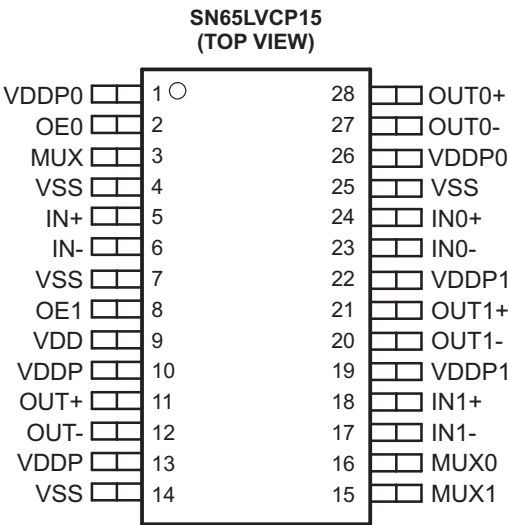 SN65LVCP15
(TOP VIEW)
VDDP0 1 28 OUT0+
OE0 2 27 OUT0-
MUX 3 26 VDDP0
VSS 4 25 VSS
IN+ 5 24 IN0+
IN- 6 23 IN0-
VSS 7 22 VDDP1
OE1 8 21 OUT1+
VDD 9 20 OUT1-
VDDP 10 19 VDDP1
OUT+ 11 18 IN1+
OUT- 12 17 IN1-
VDDP 13 16 MUX0
VSS 14 15 MUX1